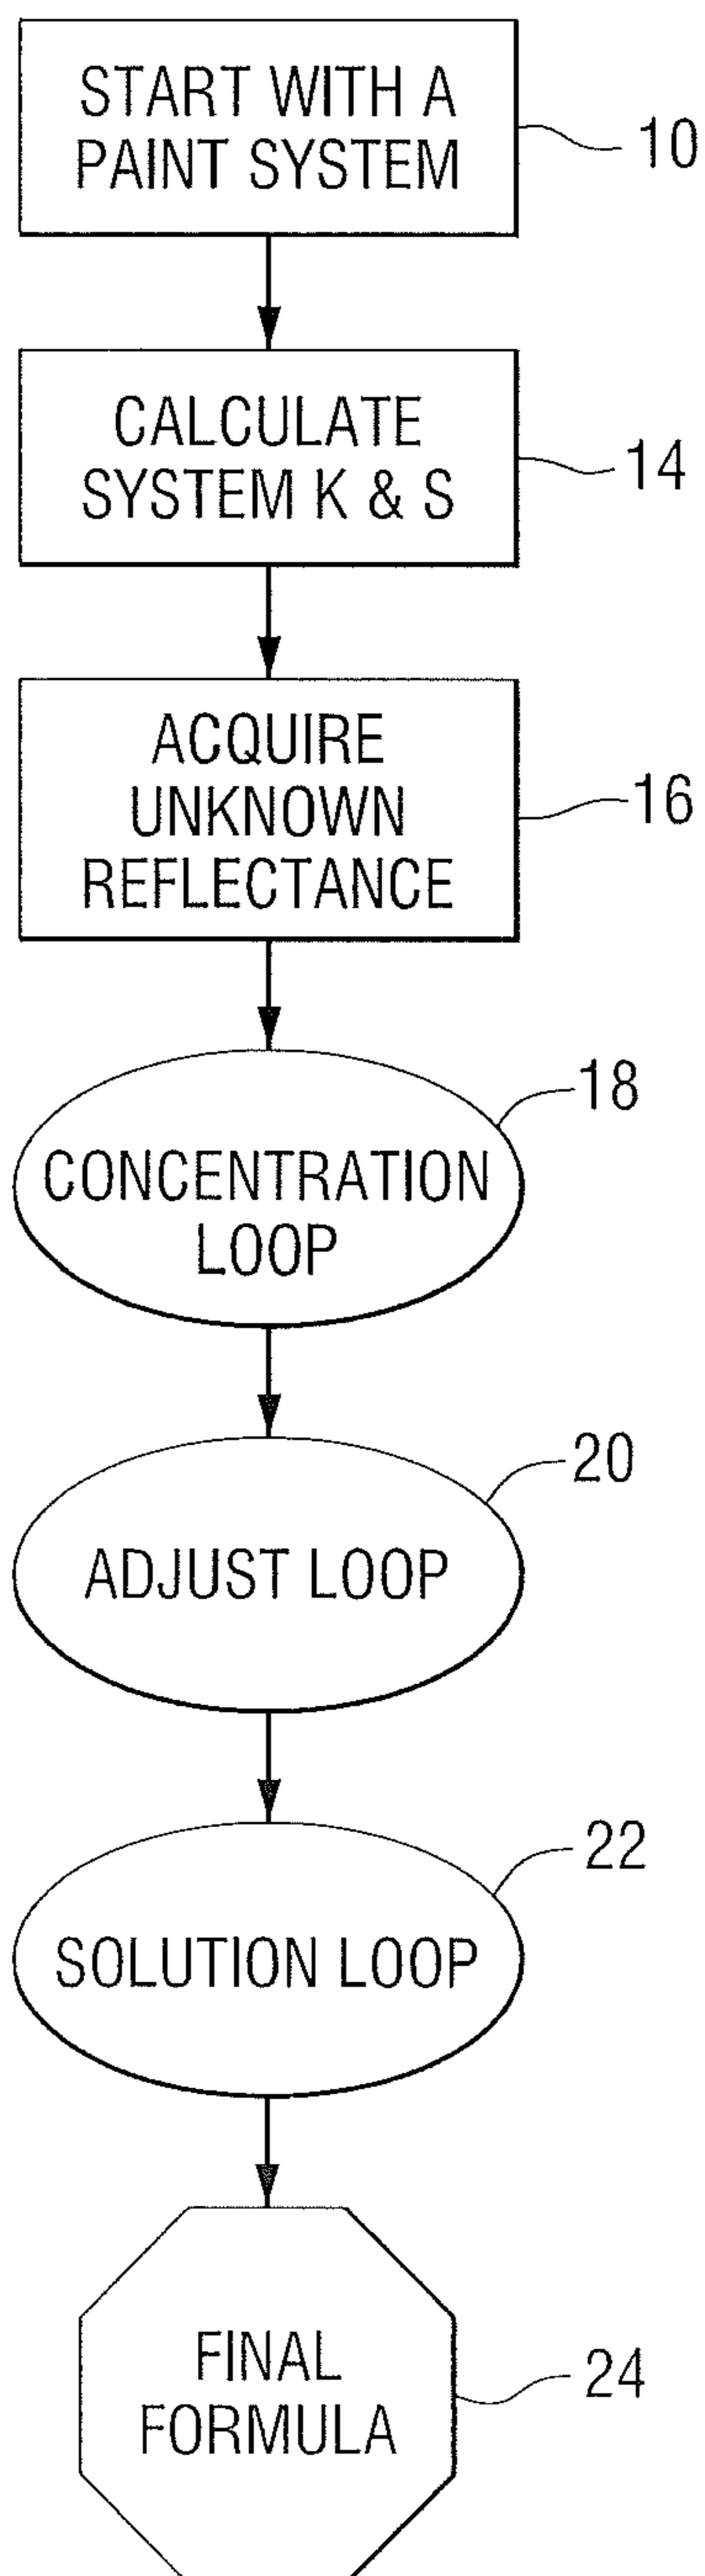 START WITH A
PAINT SYSTEM
10
CALCULATE
SYSTEM K & S
14
ACQUIRE
UNKNOWN
REFLECTANCE
16
CONCENTRATION
LOOP
18
ADJUST LOOP
20
SOLUTION LOOP
22
FINAL
FORMULA
24